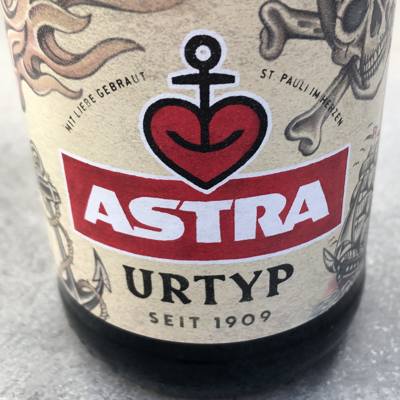 MIT LIEBE GEBRAUT
ST. PAULI IM HERZEN
ASTRA
URTYP
SEIT 1909